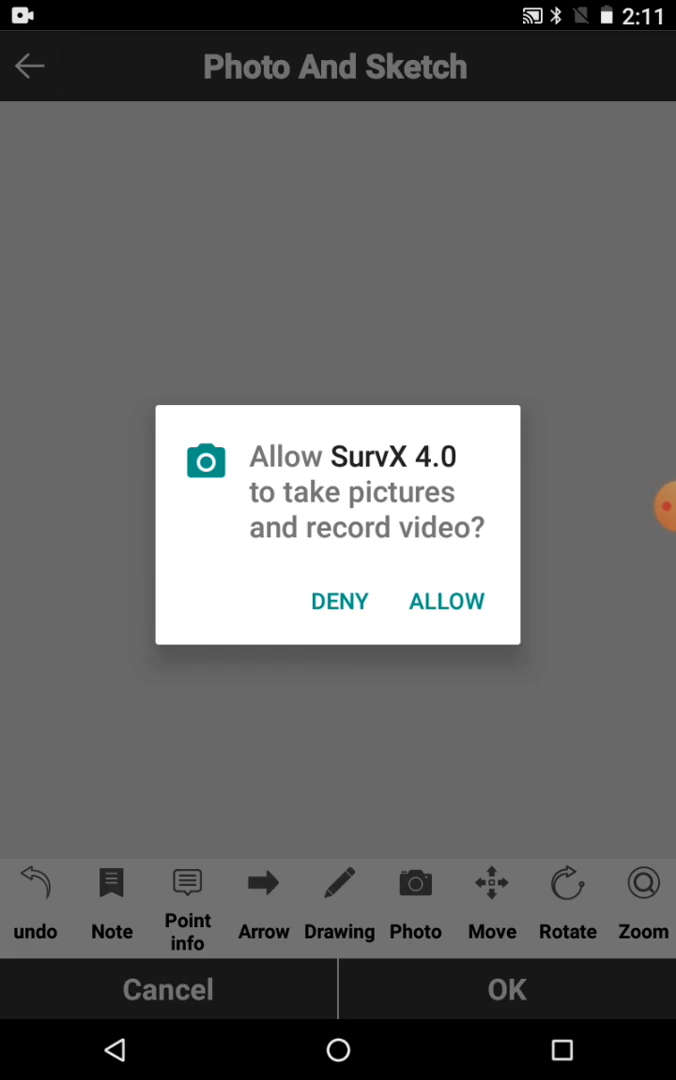 2:11
Photo And Sketch
Allow SurvX 4.0
to take pictures
and record video?
DENY ALLOW
undo Note Point info Arrow Drawing Photo Move Rotate Zoom
Cancel OK